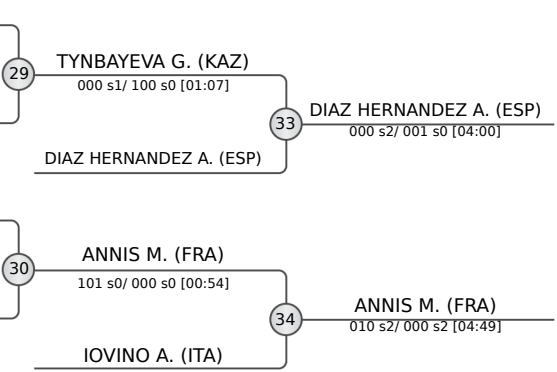 29
TYNBAYEVA G. (KAZ)
000 s1/ 100 s0 [01:07]
33
DIAZ HERNANDEZ A. (ESP)
000 s2/ 001 s0 [04:00]
DIAZ HERNANDEZ A. (ESP)
30
ANNIS M. (FRA)
101 s0/ 000 s0 [00:54]
34
ANNIS M. (FRA)
010 s2/ 000 s2 [04:49]
IOVINO A. (ITA)